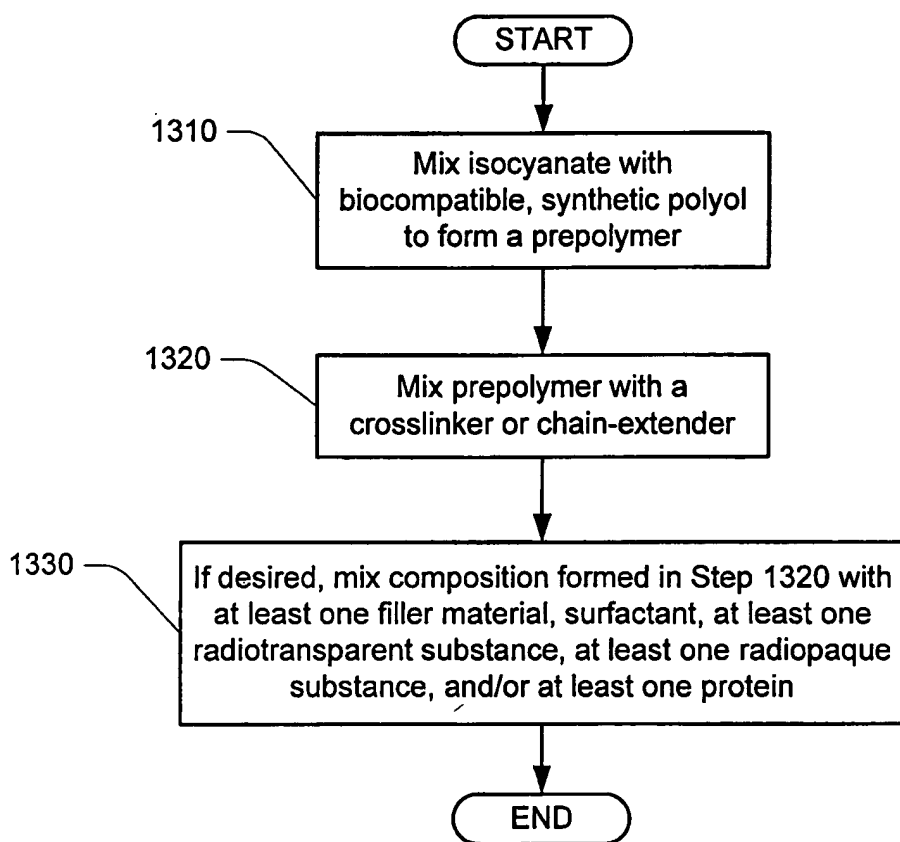 START
1310
Mix isocyanate with
biocompatible, synthetic polyol
to form a prepolymer
1320
Mix prepolymer with a
crosslinker or chain-extender
1330
If desired, mix composition formed in Step 1320 with
at least one filler material, surfactant, at least one
radiotransparent substance, at least one radiopaque
substance, and/or at least one protein
END